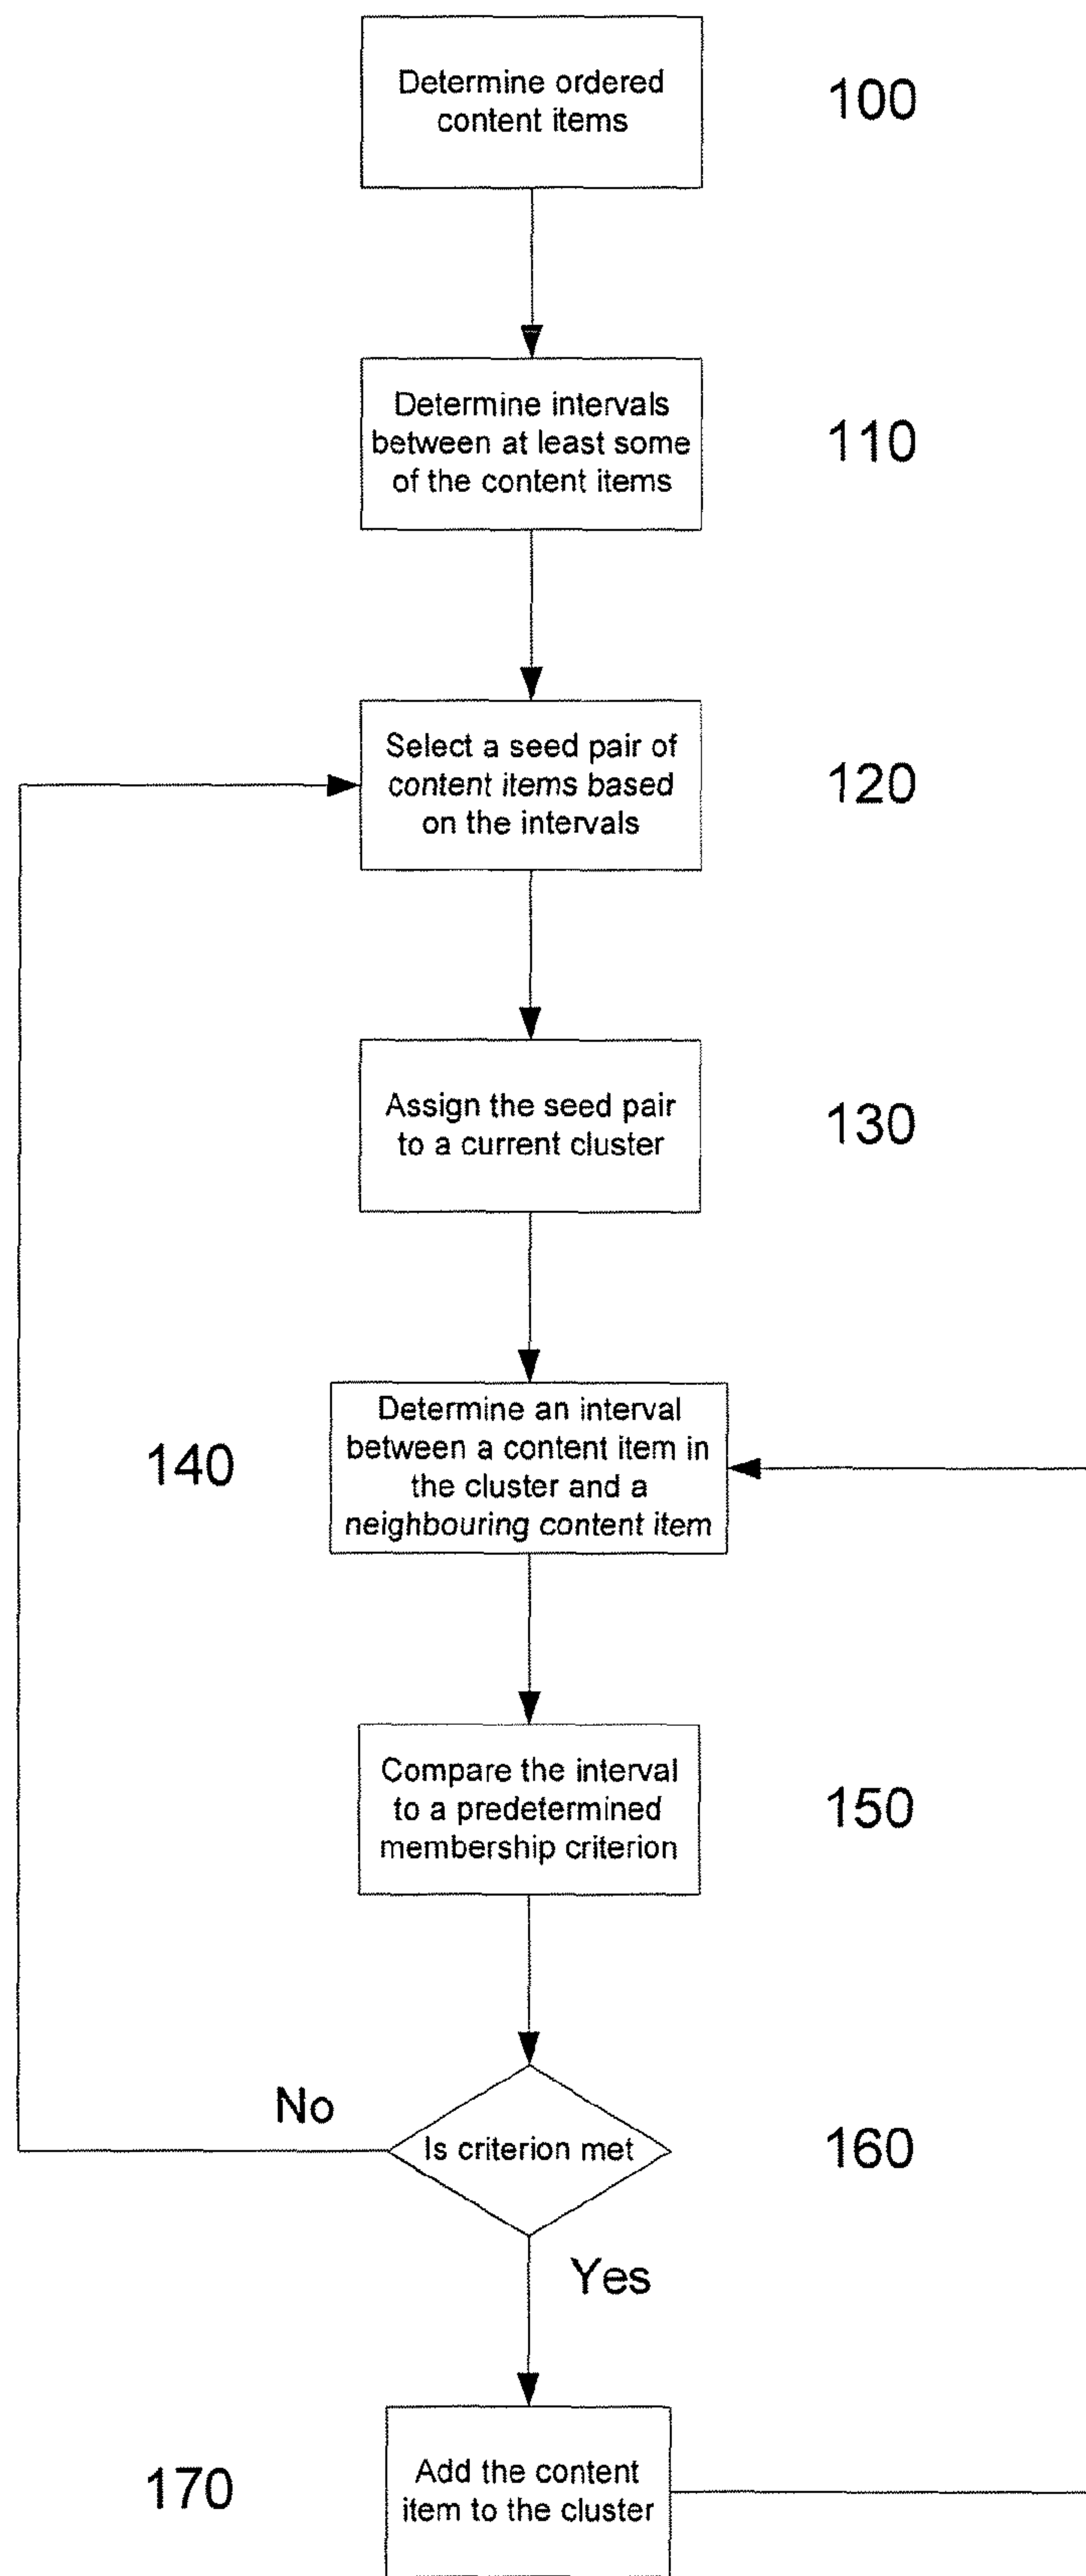 Determine ordered
content items
100
Determine intervals
between at least some
of the content items
110
Select a seed pair of
content items based
on the intervals
120
Assign the seed pair
to a current cluster
130
140
Determine an interval
between a content item in
the cluster and a
neighbouring content item
Compare the interval
to a predetermined
membership criterion
150
No
Is criterion met
160
Yes
170
Add the content
item to the cluster